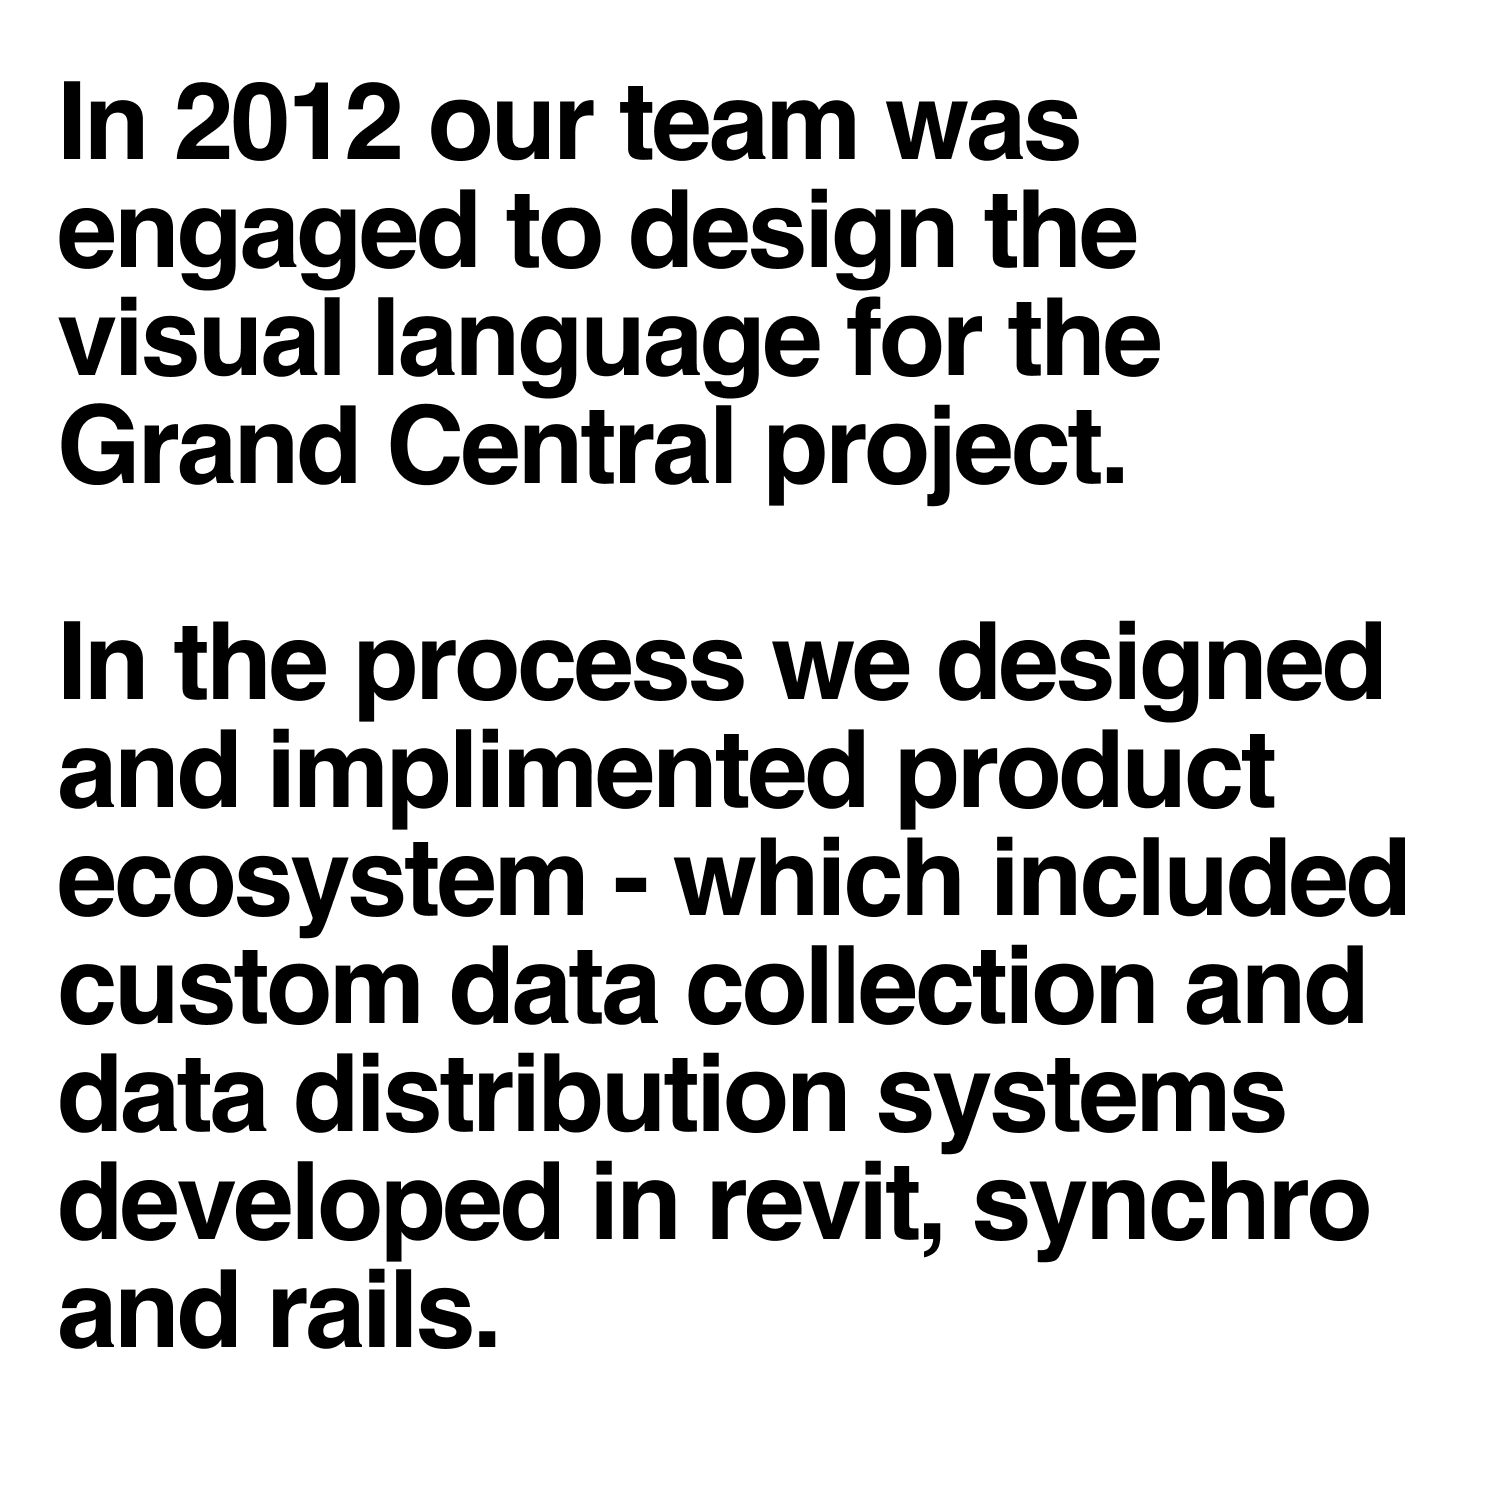 In 2012 our team was
engaged to design the
visual language for the
Grand Central project.
In the process we designed
and implimented product
ecosystem - which included
custom data collection and
data distribution systems
developed in revit, synchro
and rails.